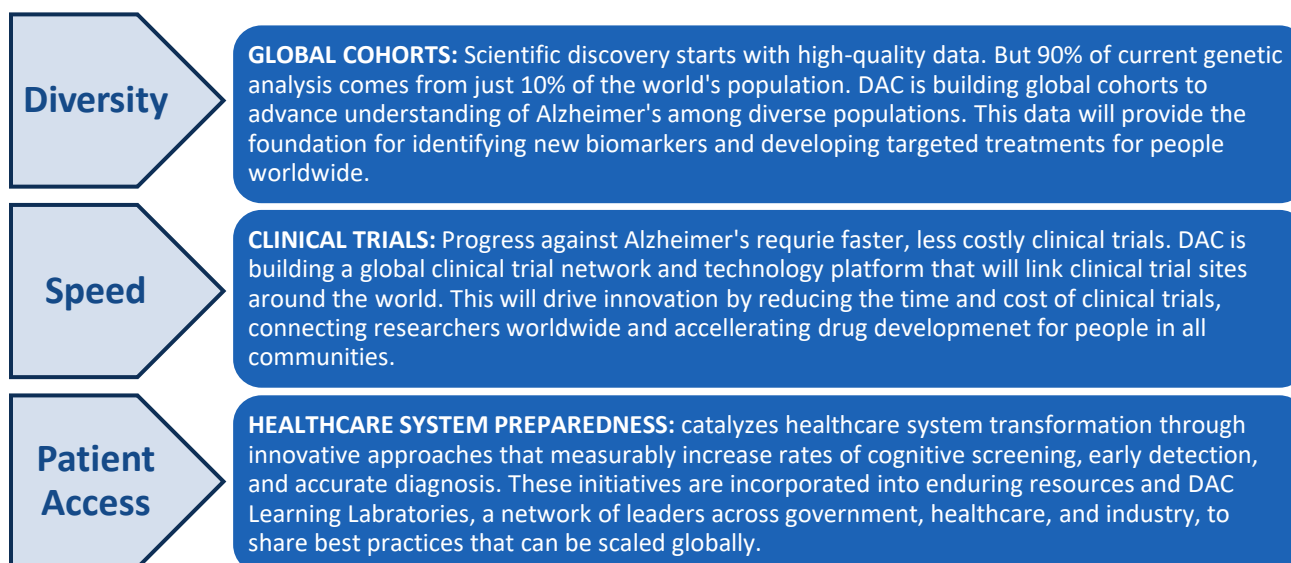 Diversity
GLOBAL COHORTS: Scientific discovery starts with high-quality data. But 90% of current genetic
analysis comes from just 10% of the world's population. DAC is building global cohorts to
advance understanding of Alzheimer's among diverse populations. This data will provide the
foundation for identifying new biomarkers and developing targeted treatments for people
worldwide.
Speed
CLINICAL TRIALS: Progress against Alzheimer's requrie faster, less costly clinical trials. DAC is
building a global clinical trial network and technology platform that will link clinical trial sites
around the world. This will drive innovation by reducing the time and cost of clinical trials,
connecting researchers worldwide and accellerating drug developmenet for people in all
communities.
Patient
Access
HEALTHCARE SYSTEM PREPAREDNESS: catalyzes healthcare system transformation through
innovative approaches that measurably increase rates of cognitive screening, early detection,
and accurate diagnosis. These initiatives are incorporated into enduring resources and DAC
Learning Labratories, a network of leaders across government, healthcare, and industry, to
share best practices that can be scaled globally.